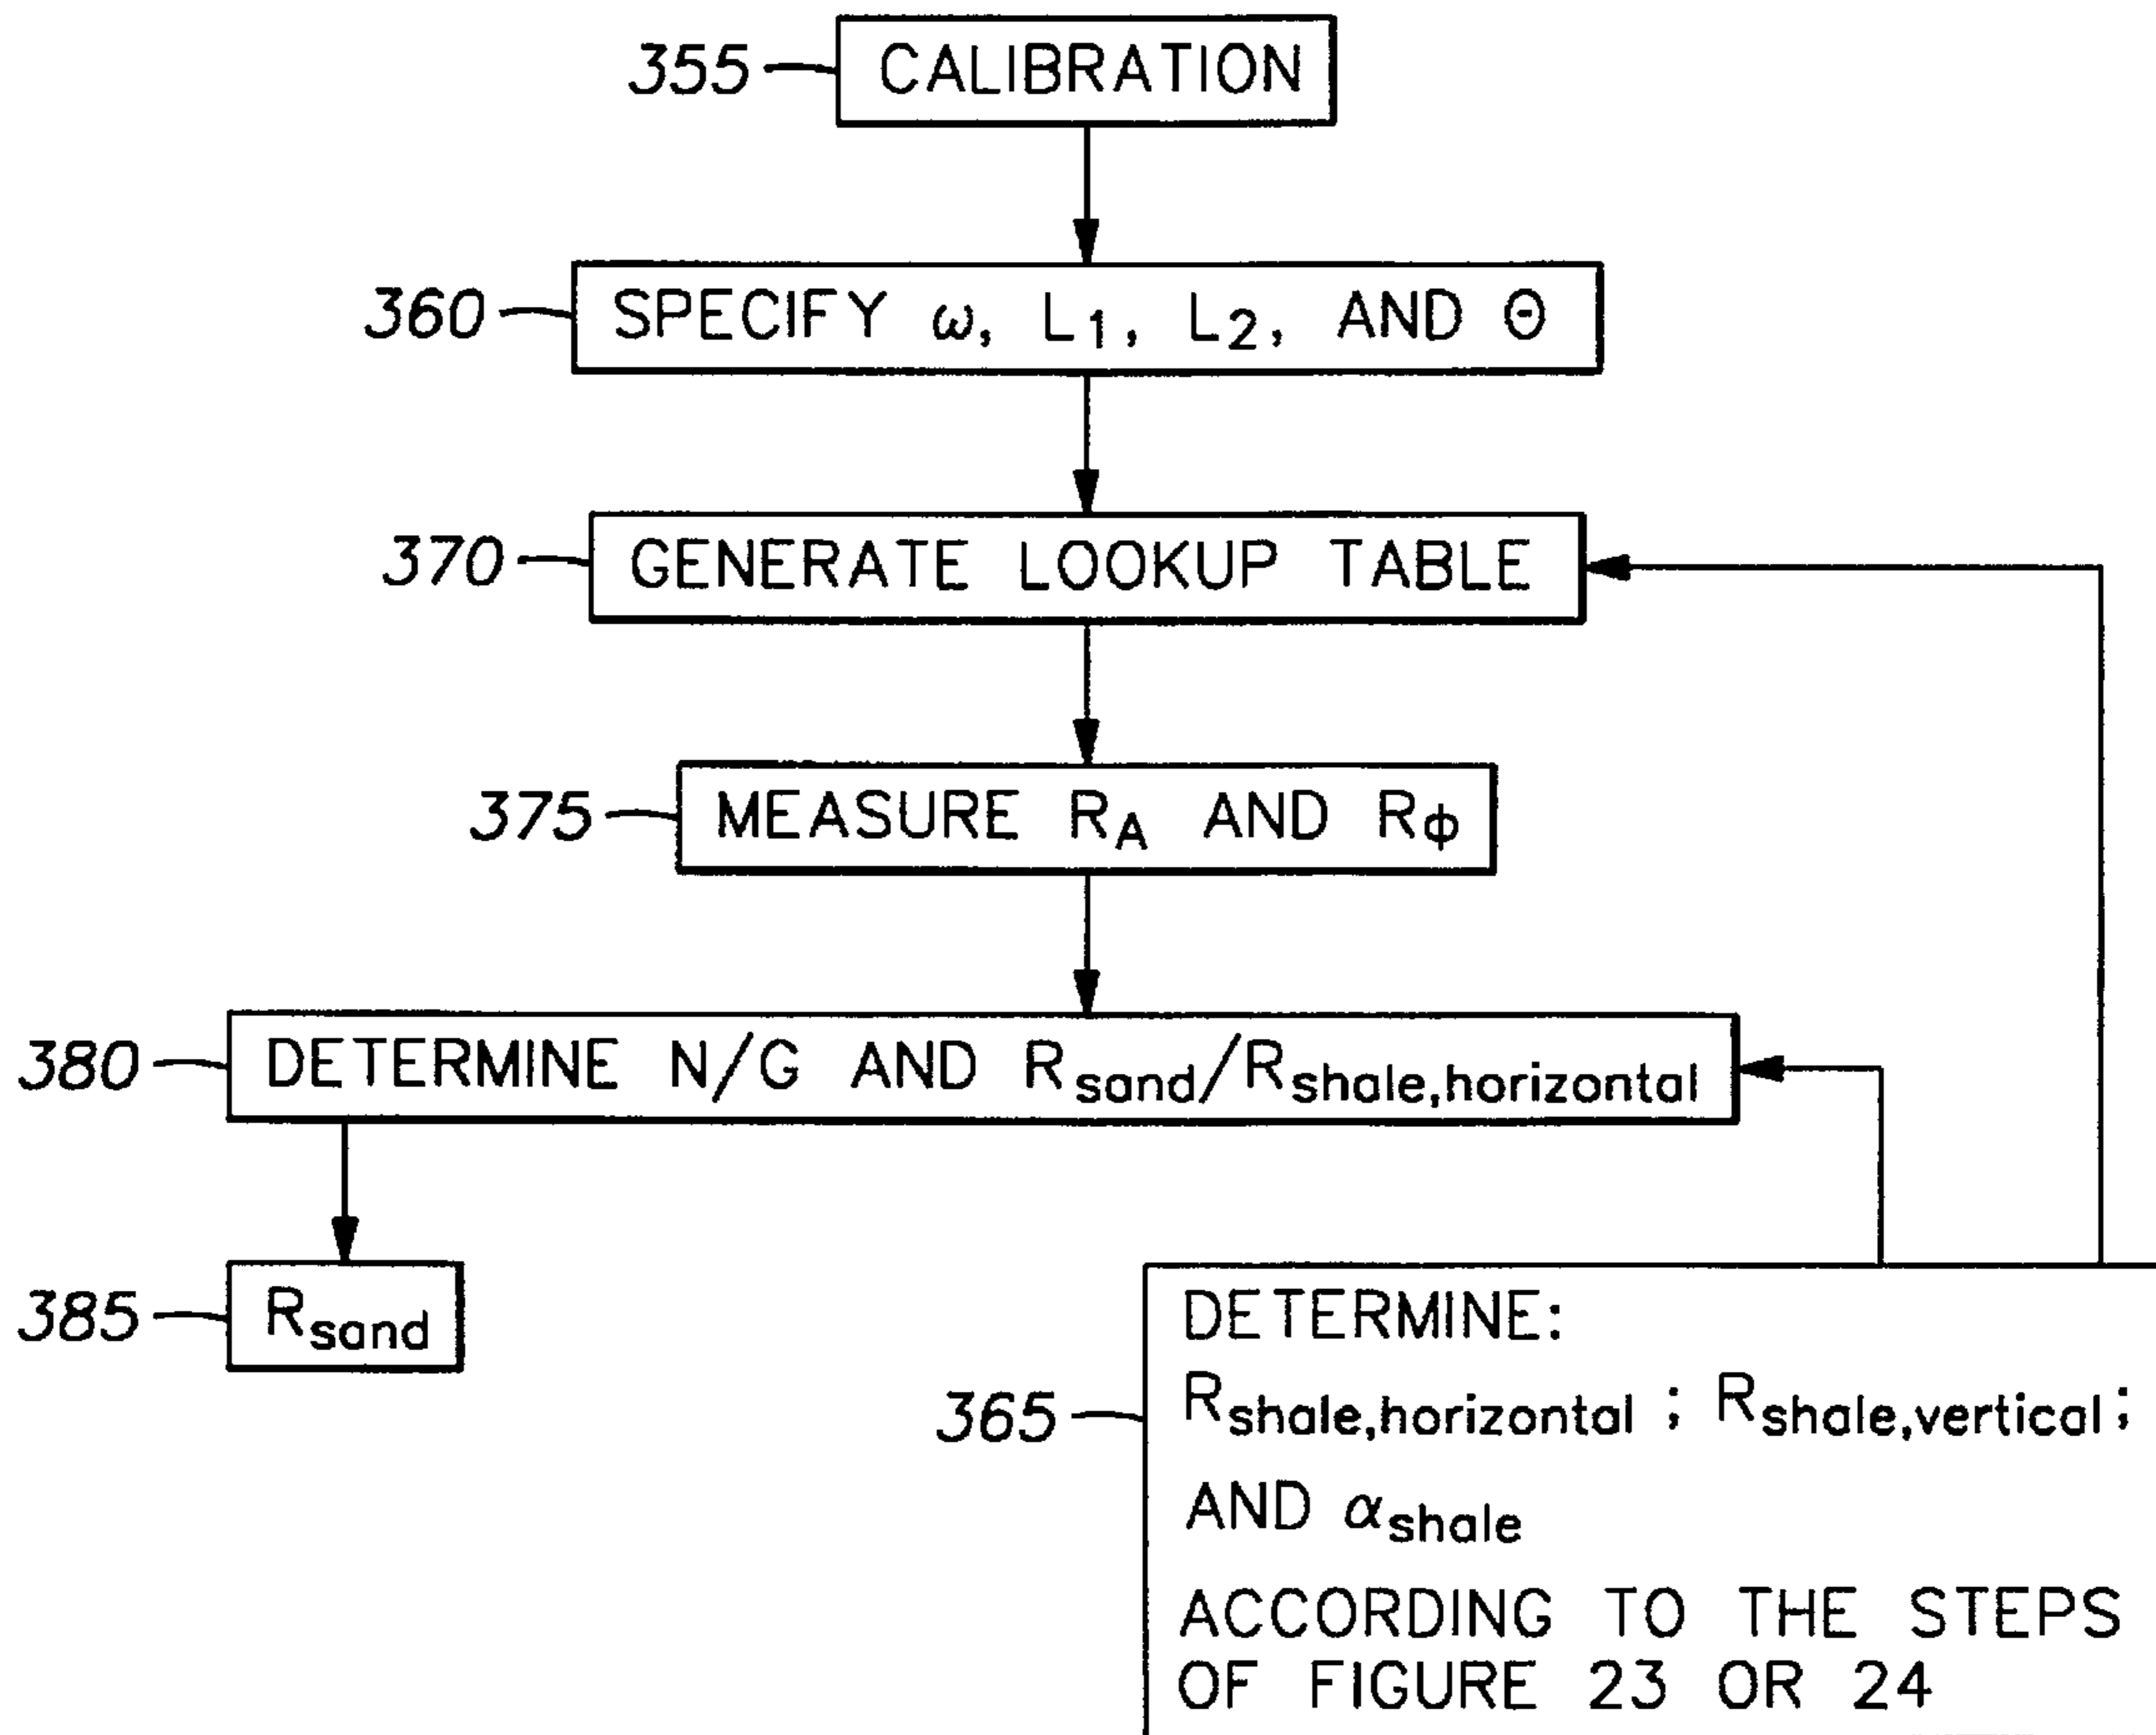 355 CALIBRATION
360 SPECIFY ω, L1, L2, AND Θ
370 GENERATE LOOKUP TABLE
375 MEASURE RA AND RΦ
380 DETERMINE N/G AND Rsand/Rshale,horizontal
385 Rsand
365 DETERMINE:
Rshale,horizontal ; Rshale,vertical;
AND αshale
ACCORDING TO THE STEPS
OF FIGURE 23 OR 24